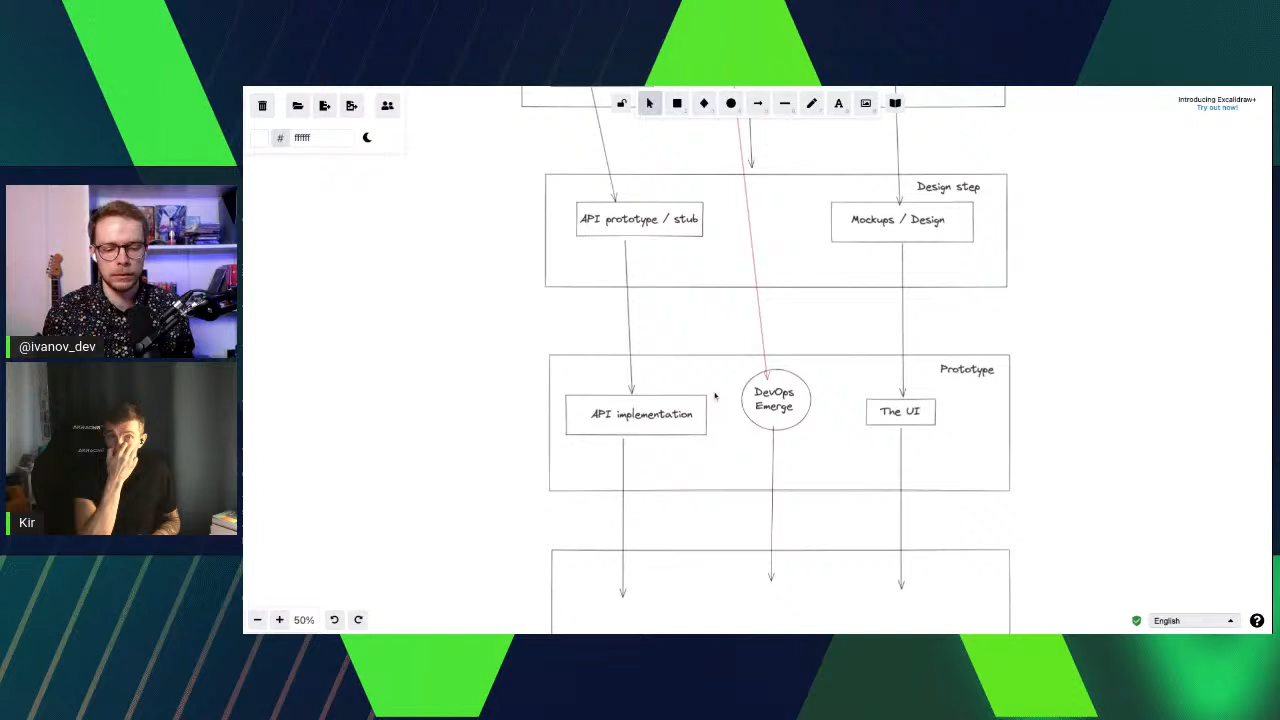 Introducing Excalidraw+
Try out now!
# ffffff
A
Design step
API prototype / stub
Mockups / Design
Prototype
DevOps
Emerge
API implementation
The UI
@ivanov_dev
Kir
50%
English
?